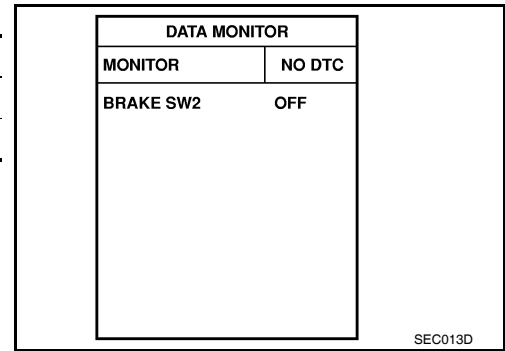 DATA MONITOR
MONITOR NO DTC
BRAKE SW2 OFF
SEC013D